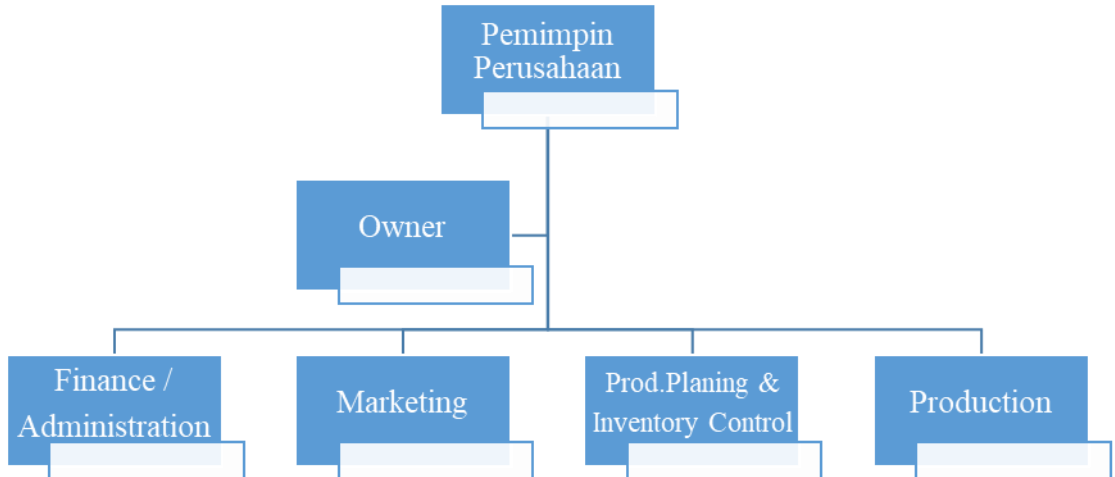 Pemimpin
Perusahaan
Owner
Finance /
Administration
Marketing
Prod.Planing &
Inventory Control
Production